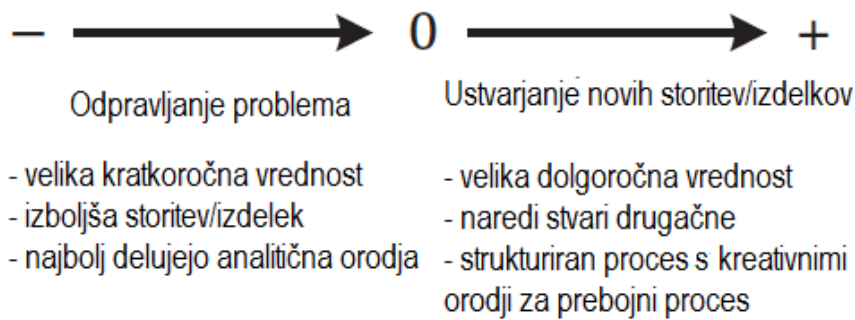 − 0 +
Odpravljanje problema
- velika kratkoročna vrednost
- izboljša storitev/izdelek
- najbolj delujejo analitična orodja
Ustvarjanje novih storitev/izdelkov
- velika dolgoročna vrednost
- naredi stvari drugačne
- strukturiran proces s kreativnimi
orodji za prebojni proces